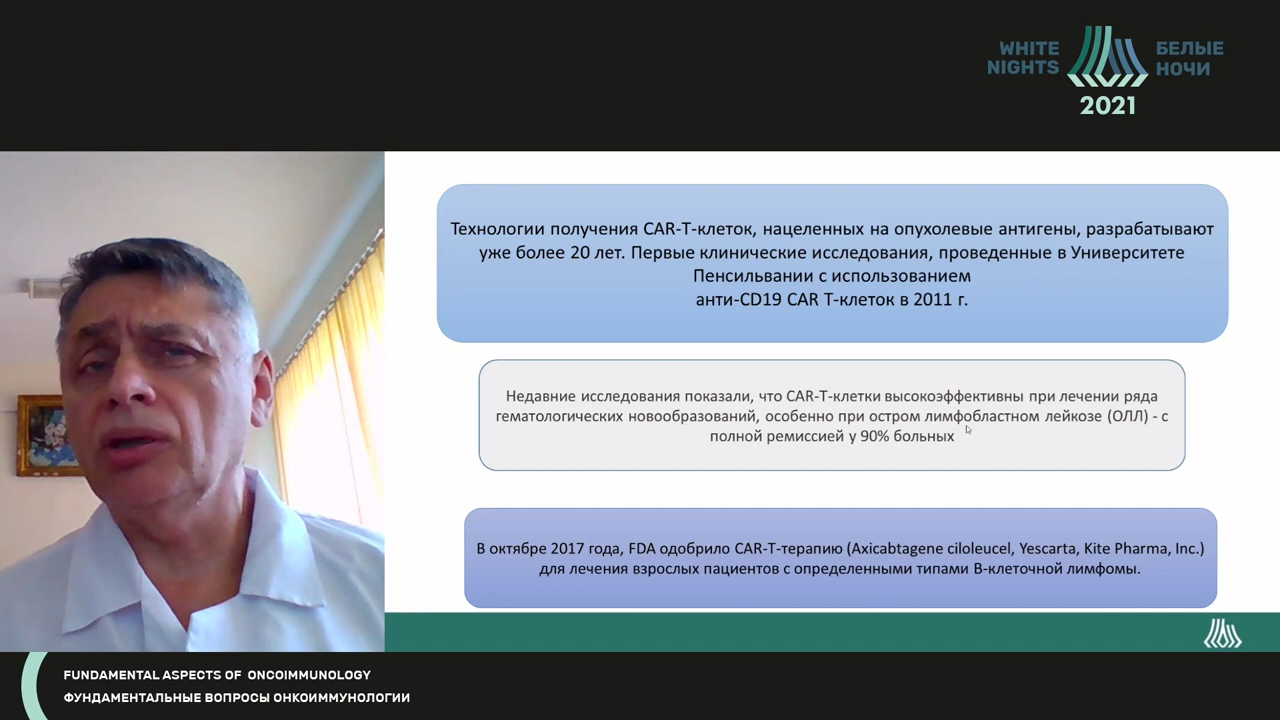 WHITE
NIGHTS
БЕЛЫЕ
НОЧИ
2021
Технологии получения CAR-T-клеток, нацеленных на опухолевые антигены, разрабатывают
уже более 20 лет. Первые клинические исследования, проведенные в Университете
Пенсильвании с использованием
анти-CD19 CAR T-клеток в 2011 г.
Недавние исследования показали, что CAR-T-клетки высокоэффективны при лечении ряда
гематологических новообразований, особенно при остром лимфобластном лейкозе (ОЛЛ) - с
полной ремиссией у 90% больных
В октябре 2017 года, FDA одобрило CAR-T-терапию (Axicabtagene ciloleucel, Yescarta, Kite Pharma, Inc.)
для лечения взрослых пациентов с определенными типами В-клеточной лимфомы.
FUNDAMENTAL ASPECTS OF ONCOIMMUNOLOGY
ФУНДАМЕНТАЛЬНЫЕ ВОПРОСЫ ОНКОИММУНОЛОГИИ